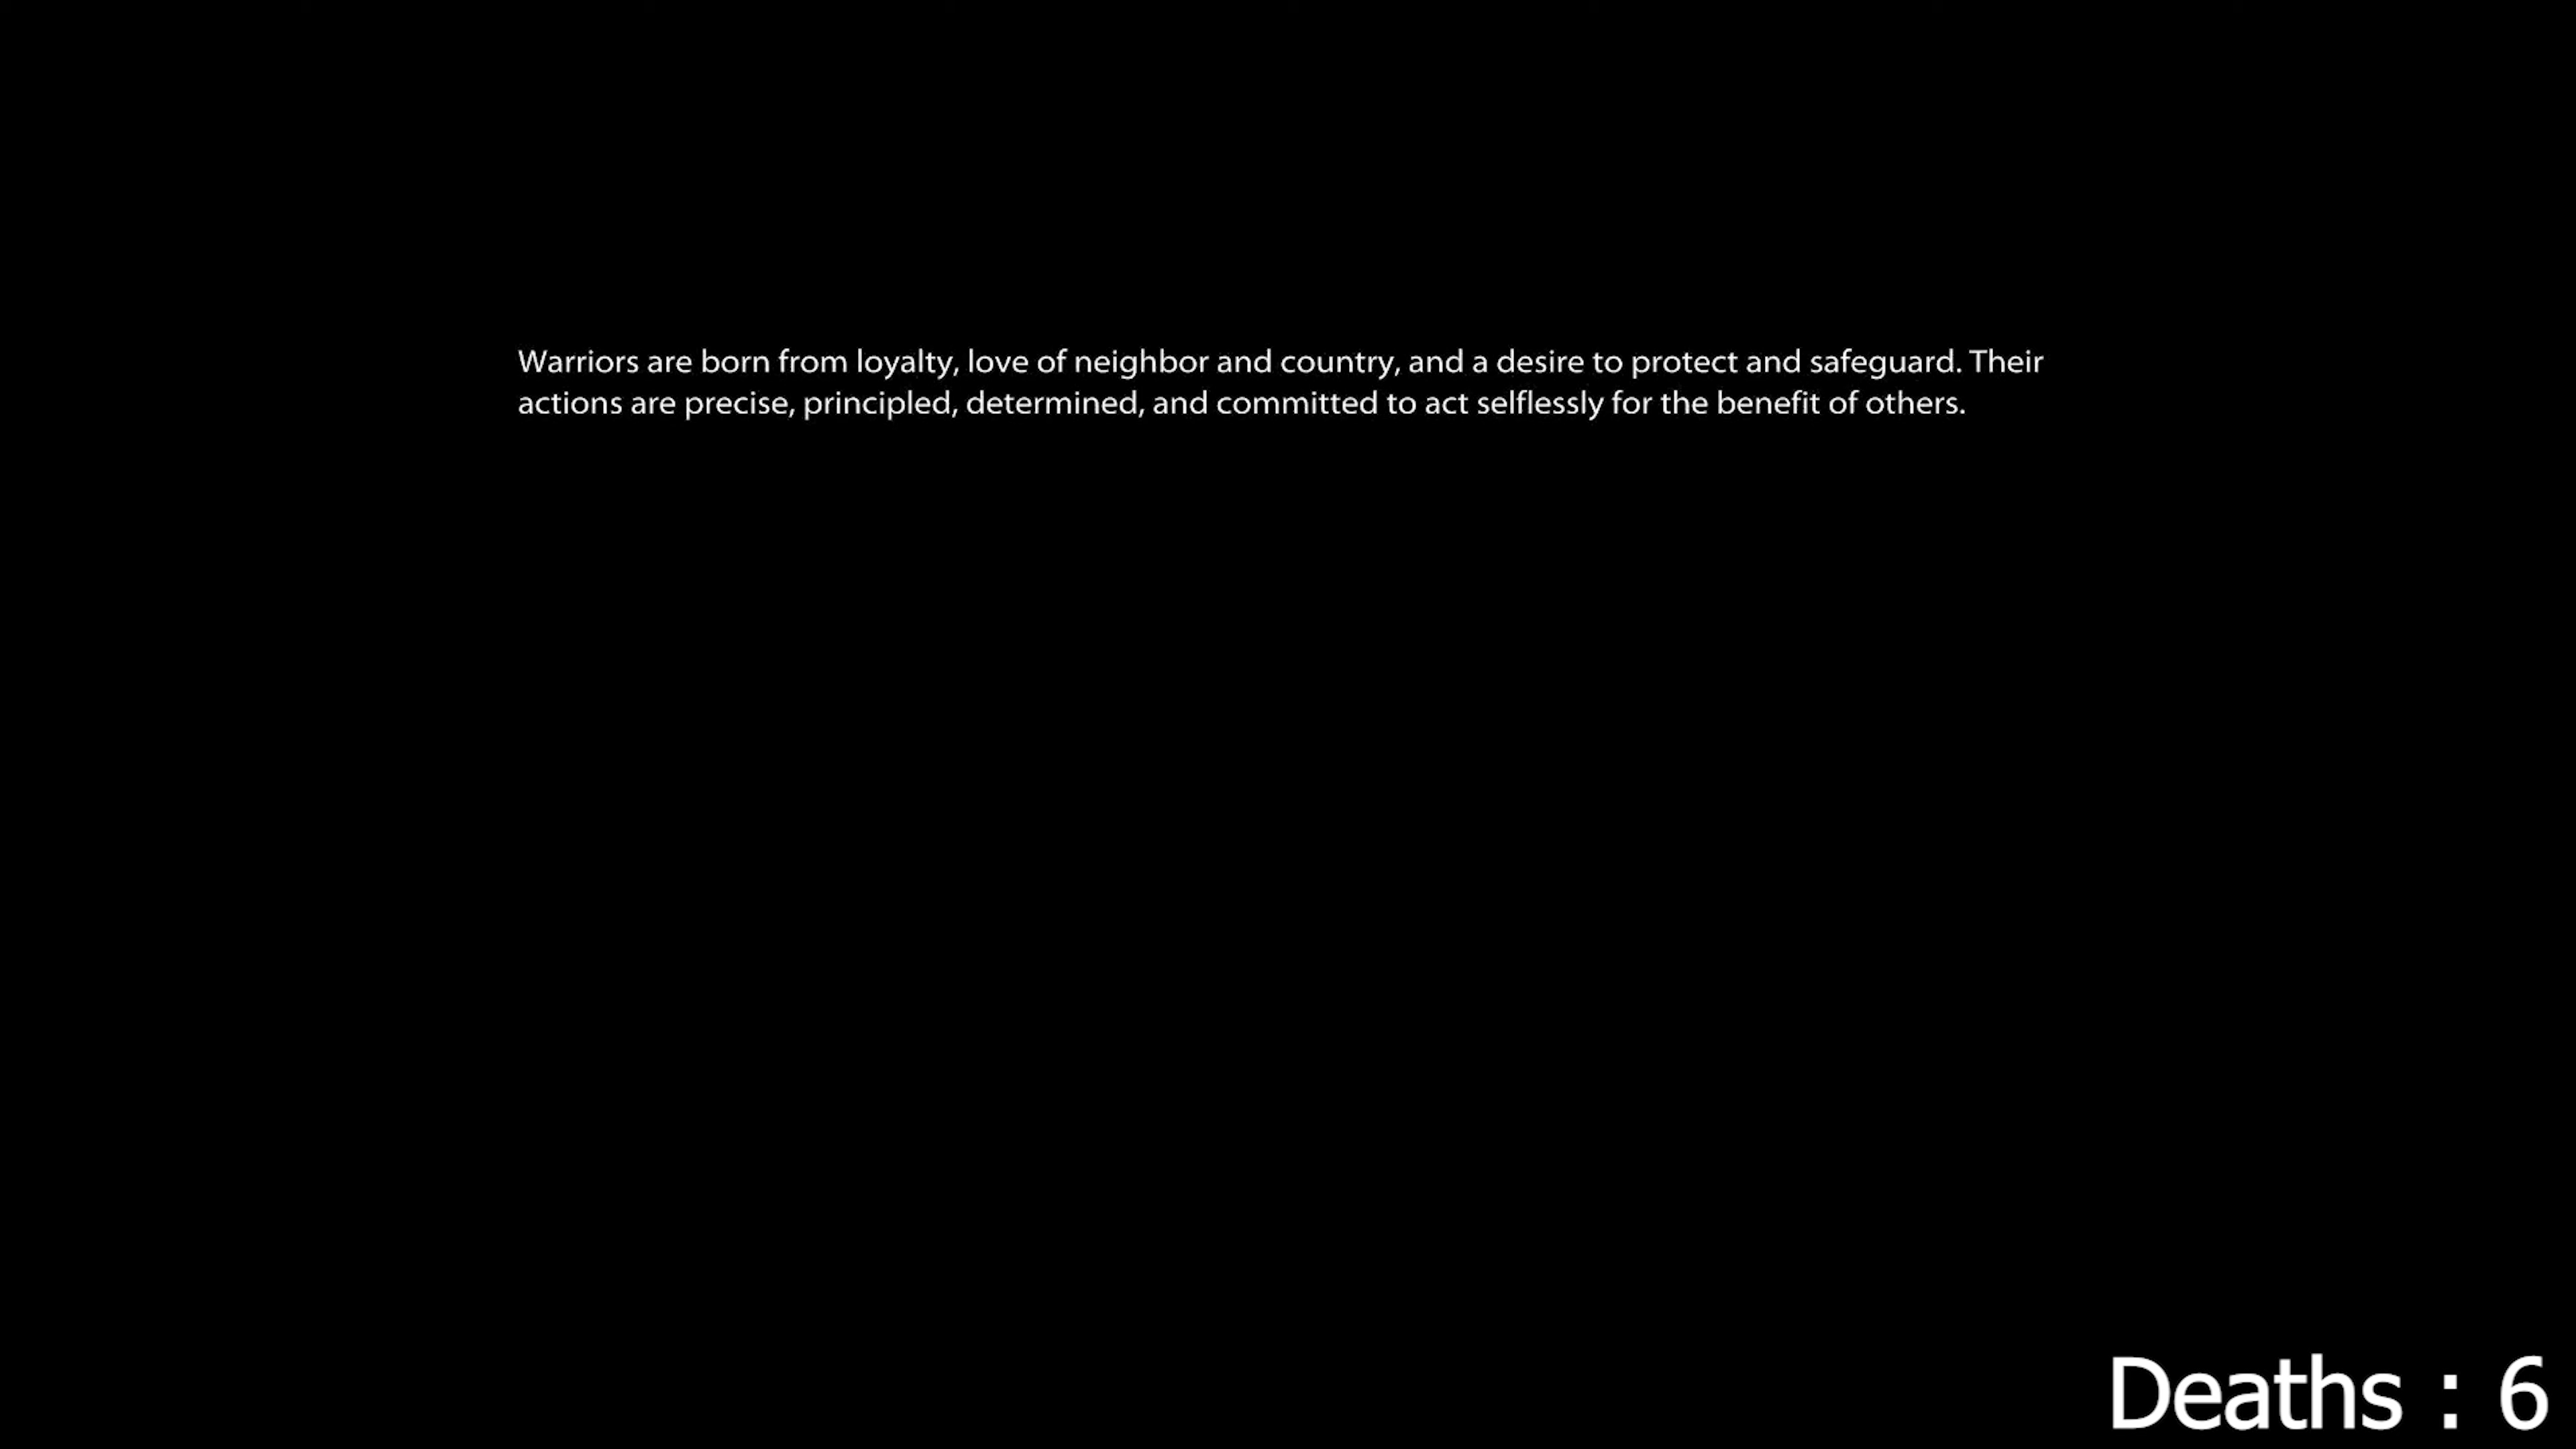 Warriors are born from loyalty, love of neighbor and country, and a desire to protect and safeguard. Their
actions are precise, principled, determined, and committed to act selflessly for the benefit of others.
Deaths : 6